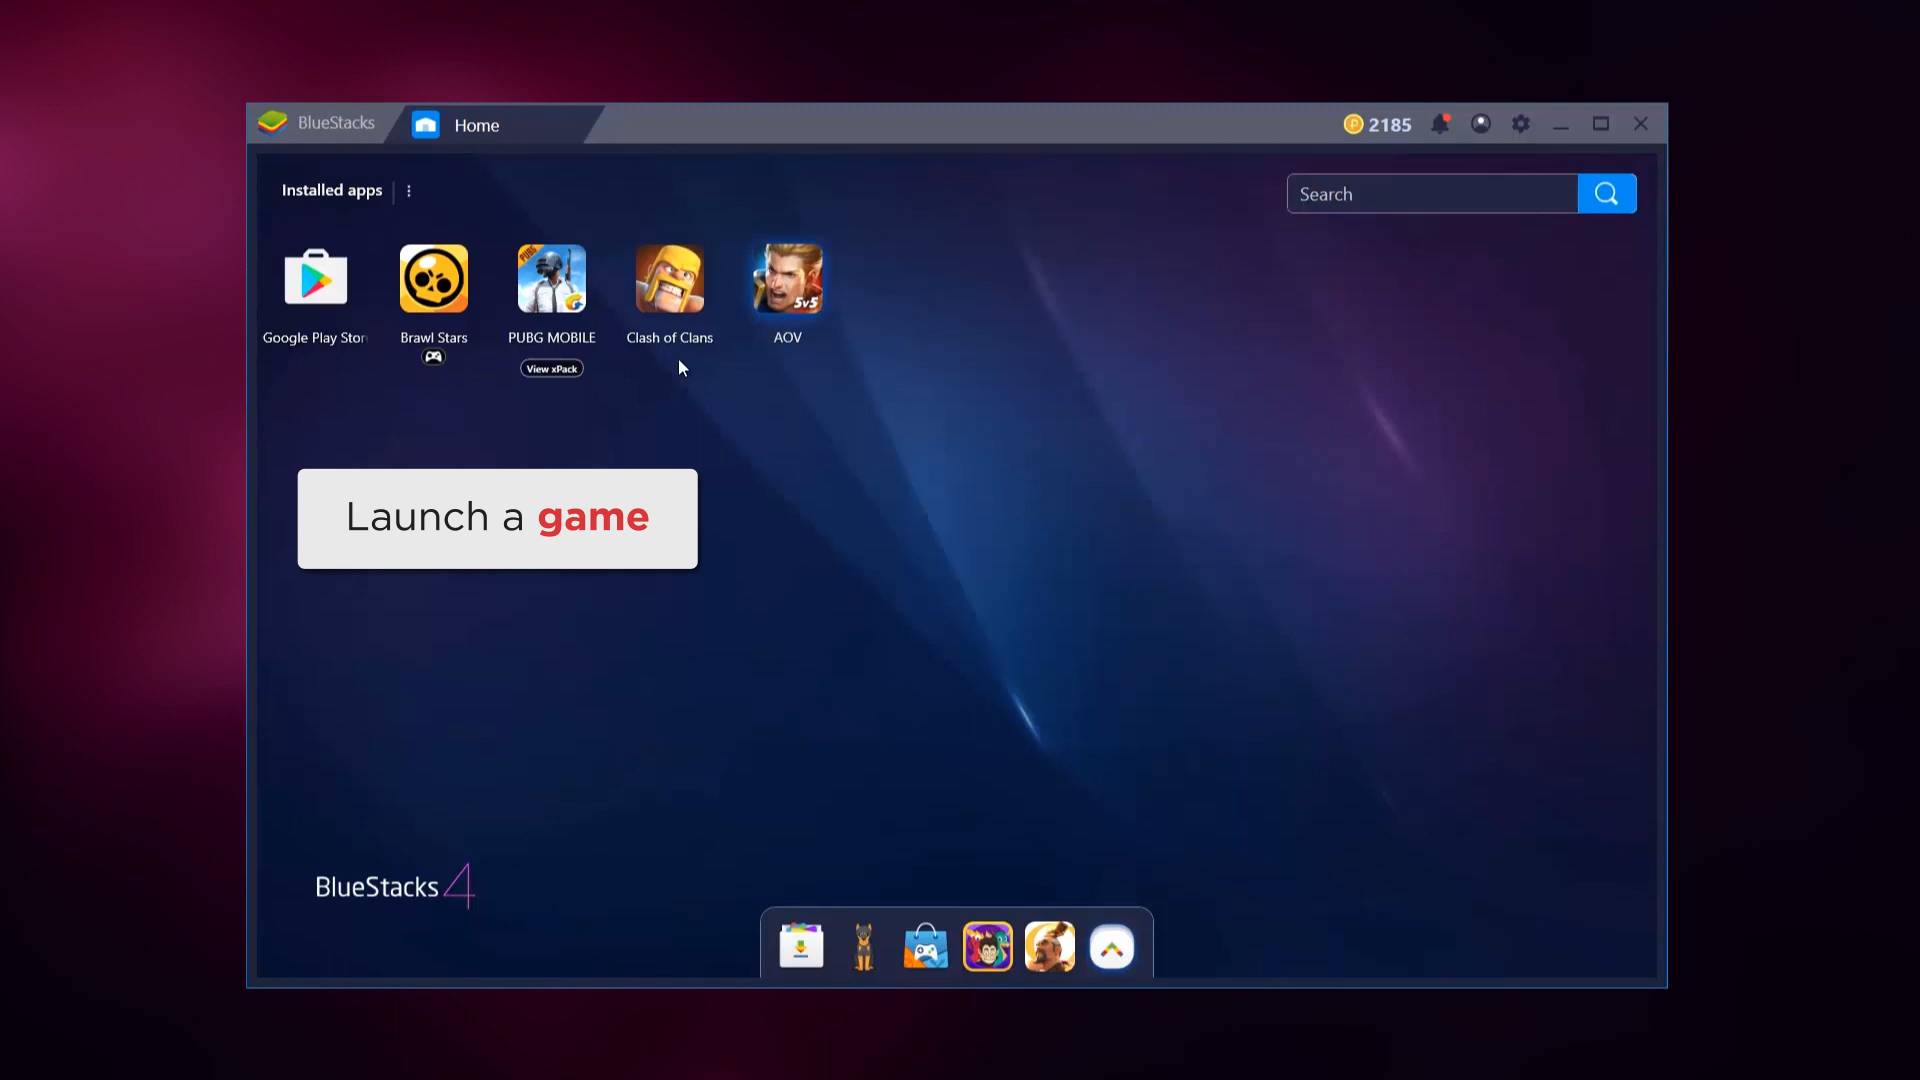 BlueStacks
Home
2185
Installed apps
Search
PUBG
5v5
Google Play Stor
Brawl Stars
PUBG MOBILE
Clash of Clans
AOV
View xPack
Launch a game
BlueStacks 4